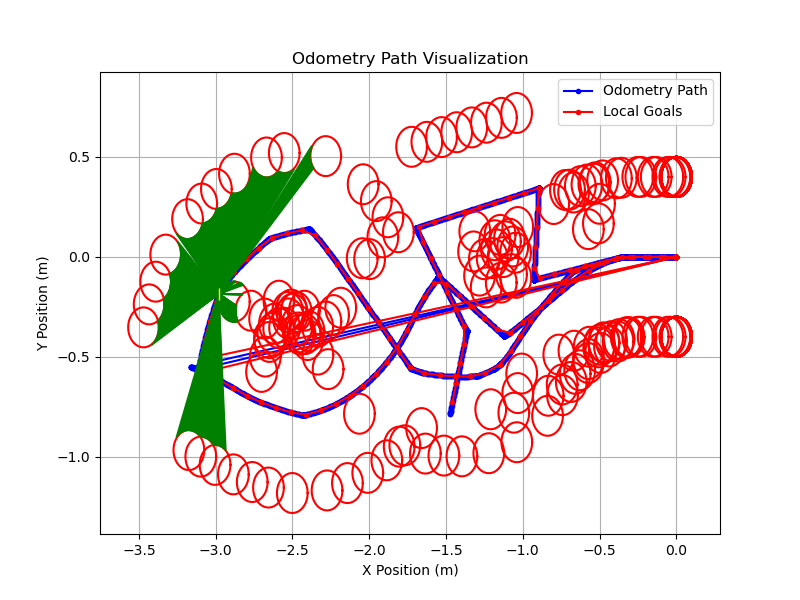 Odometry Path Visualization
Odometry Path
Local Goals
Y Position (m)
0.5
0.0
−0.5
−1.0
−3.5 −3.0 −2.5 −2.0 −1.5 −1.0 −0.5 0.0
X Position (m)